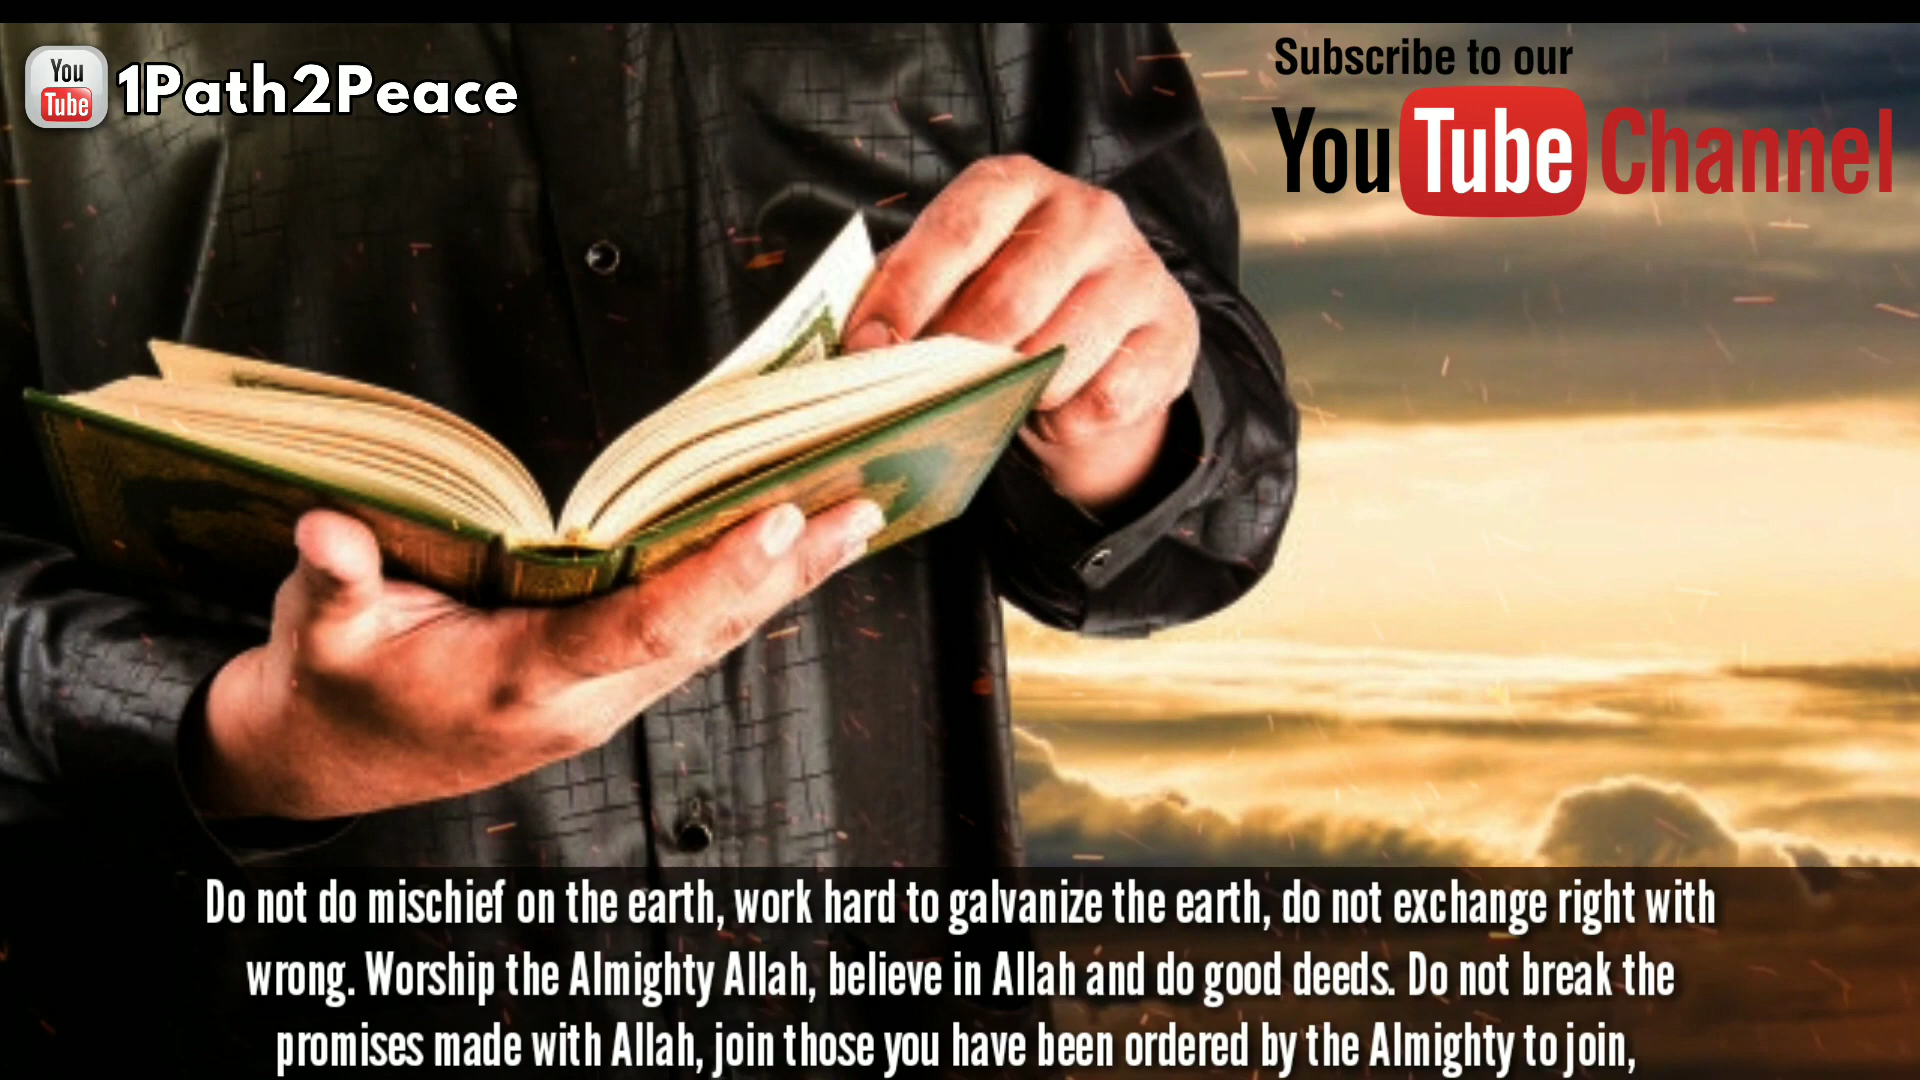 You
Tube
1Path2Peace
Subscribe to our
YouTube Channel
Do not do mischief on the earth, work hard to galvanize the earth, do not exchange right with
wrong. Worship the Almighty Allah, believe in Allah and do good deeds. Do not break the
promises made with Allah, join those you have been ordered by the Almighty to join,